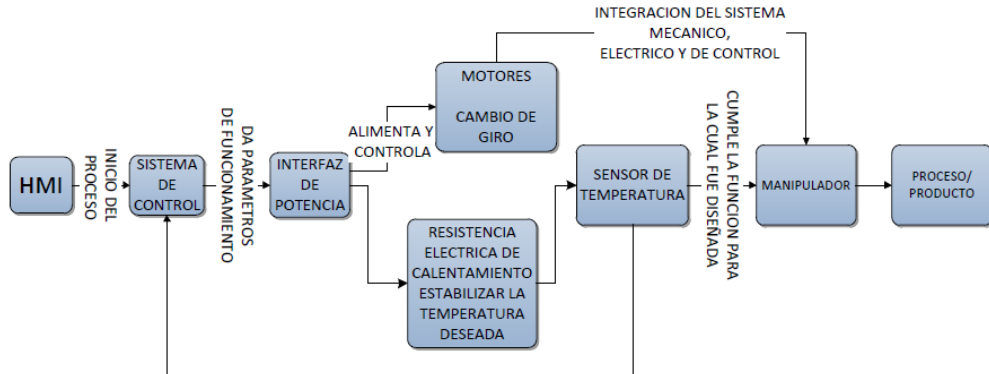 INTEGRACION DEL SISTEMA
MECANICO,
ELECTRICO Y DE CONTROL
MOTORES
CAMBIO DE
GIRO
ALIMENTA Y
CONTROLA
HMI
INICIO DEL
PROCESO
SISTEMA
DE
CONTROL
DA PARAMETROS
DE FUNCIONAMIENTO
INTERFAZ
DE
POTENCIA
RESISTENCIA
ELECTRICA DE
CALENTAMIENTO
ESTABILIZAR LA
TEMPERATURA
DESEADA
SENSOR DE
TEMPERATURA
CUMPLE LA FUNCION PARA
LA CUAL FUE DISEÑADA
MANIPULADOR
PROCESO/
PRODUCTO